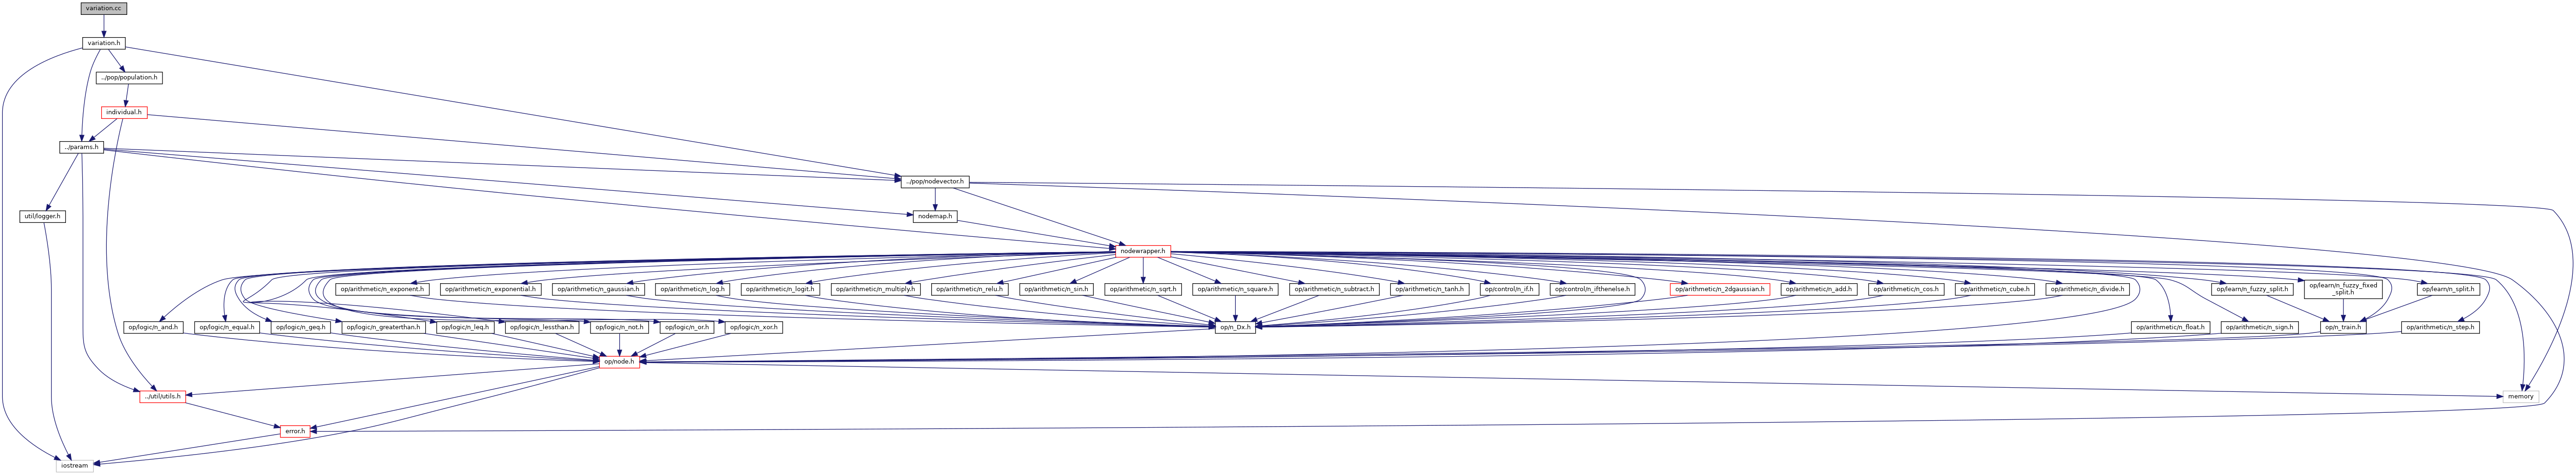 variation.cc
variation.h
../pop/population.h
individual.h
../params.h
../pop/nodevector.h
util/logger.h
nodemap.h
nodewrapper.h
op/arithmetic/n_exponent.h
op/arithmetic/n_exponential.h
op/arithmetic/n_gaussian.h
op/arithmetic/n_log.h
op/arithmetic/n_logit.h
op/arithmetic/n_multiply.h
op/arithmetic/n_relu.h
op/arithmetic/n_sin.h
op/arithmetic/n_sqrt.h
op/arithmetic/n_square.h
op/arithmetic/n_subtract.h
op/arithmetic/n_tanh.h
op/control/n_if.h
op/control/n_ifthenelse.h
op/arithmetic/n_2dgaussian.h
op/arithmetic/n_add.h
op/arithmetic/n_cos.h
op/arithmetic/n_cube.h
op/arithmetic/n_divide.h
op/learn/n_fuzzy_split.h
op/learn/n_fuzzy_fixed
_split.h
op/learn/n_split.h
op/logic/n_and.h
op/logic/n_equal.h
op/logic/n_geq.h
op/logic/n_greaterthan.h
op/logic/n_leq.h
op/logic/n_lessthan.h
op/logic/n_not.h
op/logic/n_or.h
op/logic/n_xor.h
op/n_Dx.h
op/arithmetic/n_float.h
op/arithmetic/n_sign.h
op/n_train.h
op/arithmetic/n_step.h
op/node.h
../util/utils.h
memory
error.h
iostream